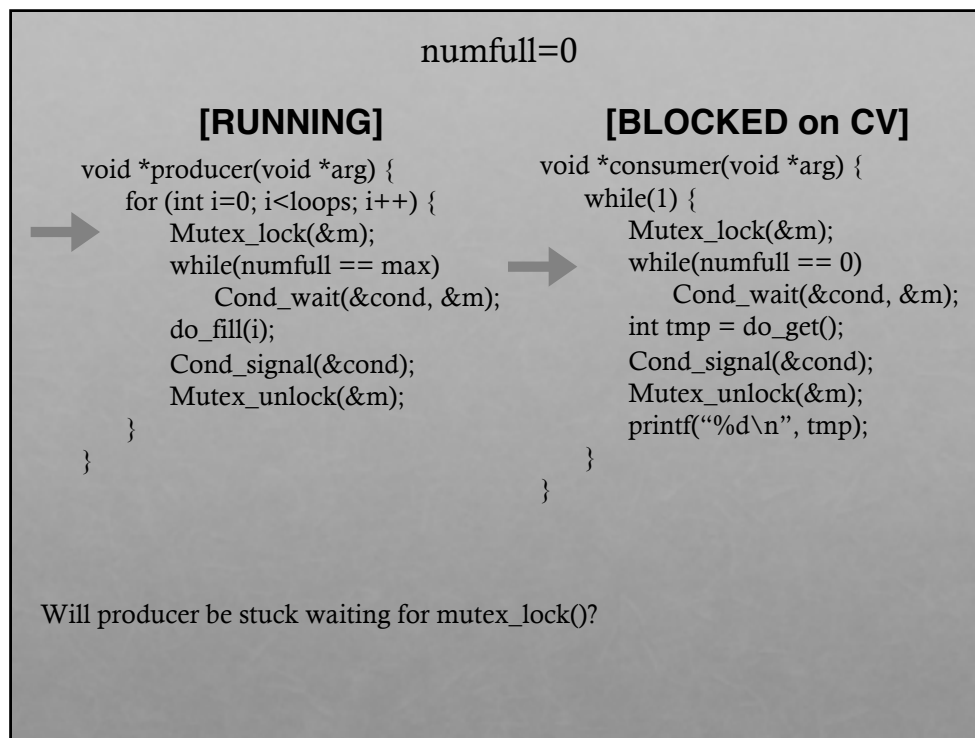 numfull=0
[RUNNING]
void *producer(void *arg) {
for (int i=0; i<loops; i++) {
Mutex_lock(&m);
while(numfull == max)
Cond_wait(&cond, &m);
do_fill(i);
Cond_signal(&cond);
Mutex_unlock(&m);
}
}
[BLOCKED on CV]
void *consumer(void *arg) {
while(1) {
Mutex_lock(&m);
while(numfull == 0)
Cond_wait(&cond, &m);
int tmp = do_get();
Cond_signal(&cond);
Mutex_unlock(&m);
printf(“%d\n”, tmp);
}
}
Will producer be stuck waiting for mutex_lock()?